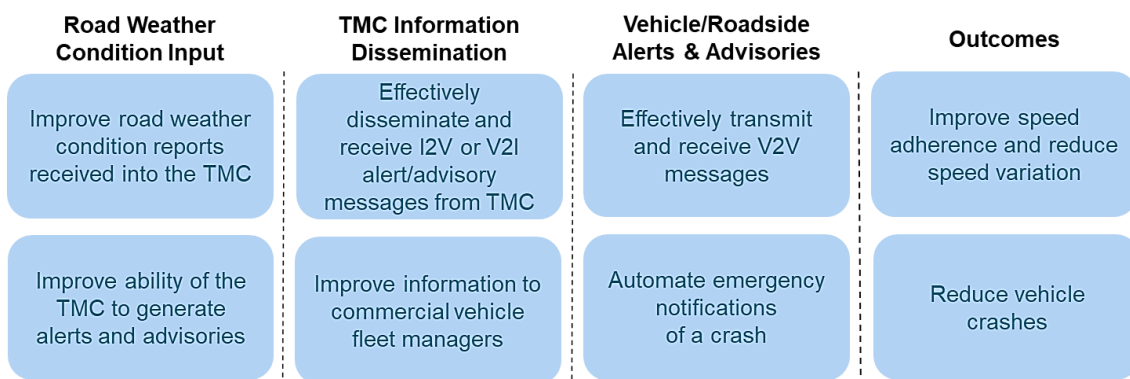 Road Weather
Condition Input
TMC Information
Dissemination
Vehicle/Roadside
Alerts & Advisories
Outcomes
Improve road weather
condition reports
received into the TMC
Effectively
disseminate and
receive I2V or V2I
alert/advisory
messages from TMC
Effectively transmit
and receive V2V
messages
Improve speed
adherence and reduce
speed variation
Improve ability of the
TMC to generate
alerts and advisories
Improve information to
commercial vehicle
fleet managers
Automate emergency
notifications
of a crash
Reduce vehicle
crashes